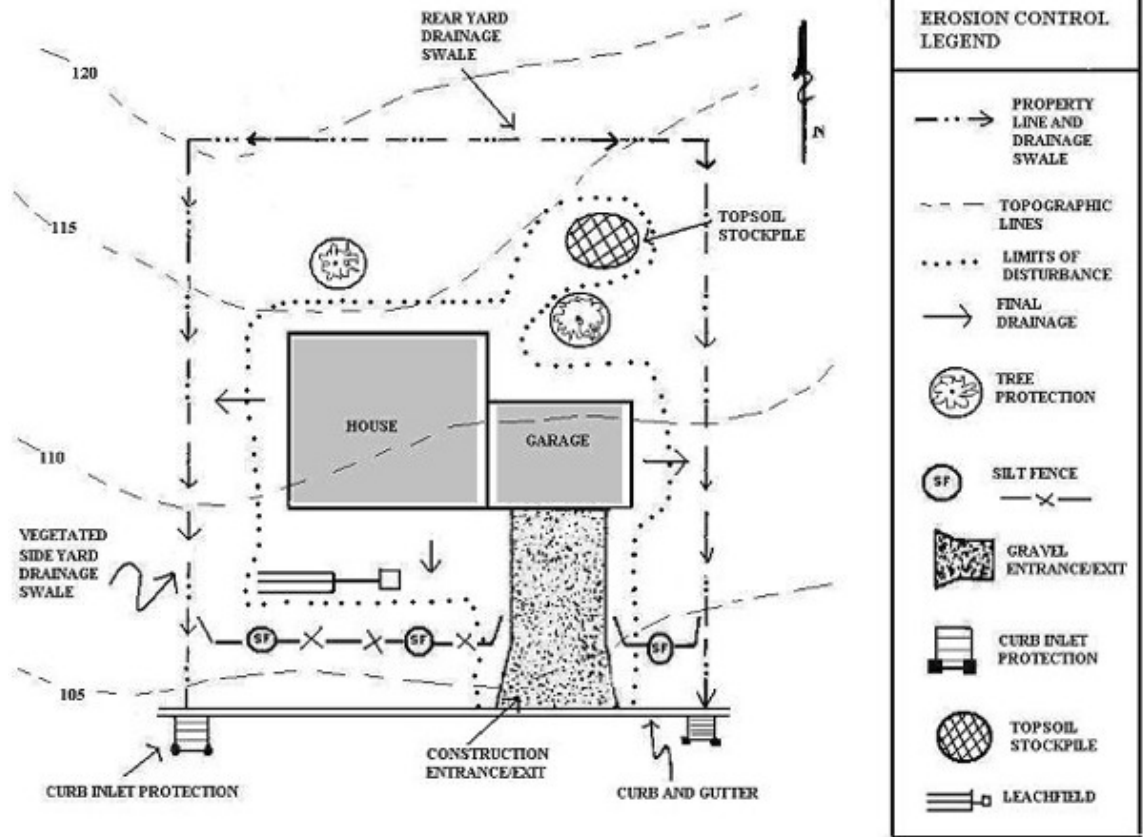 REAR YARD
DRAINAGE
SWALE
120
N
115
TOPSOIL
STOCKPILE
HOUSE
GARAGE
110
VEGETATED
SIDE YARD
DRAINAGE
SWALE
SF
SF
SF
105
CURB INLET PROTECTION
CONSTRUCTION
ENTRANCE/EXIT
CURB AND GUTTER
EROSION CONTROL
LEGEND
PROPERTY
LINE AND
DRAINAGE
SWALE
TOPOGRAPHIC
LINES
LIMITS OF
DISTURBANCE
FINAL
DRAINAGE
TREE
PROTECTION
SF
SILT FENCE
GRAVEL
ENTRANCE/EXIT
CURB INLET
PROTECTION
TOPSOIL
STOCKPILE
LEACHFIELD